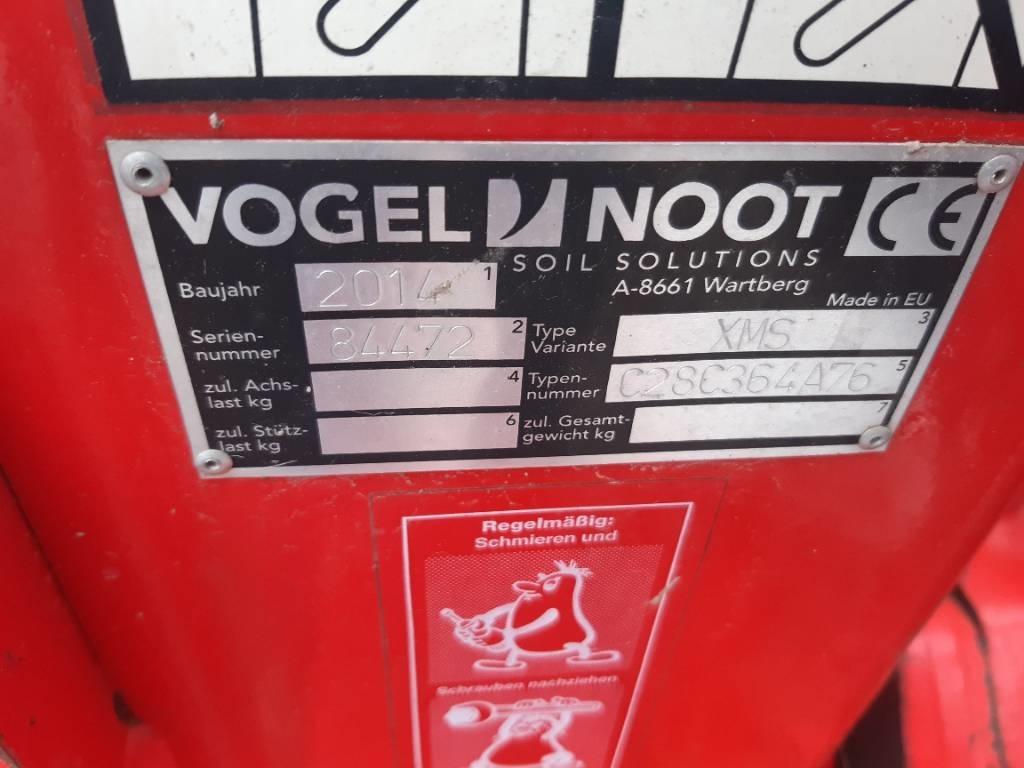 VOGEL NOOT CE
SOIL SOLUTIONS
A-8661 Wartberg
Made in EU
Baujahr 2014 1
Serien-
nummer 84472 2
Type
Variante XMS 3
zul. Achs-
last kg 4
Typen-
nummer C28C364A76 5
zul. Stütz-
last kg 6
zul. Gesamt-
gewicht kg 7
Regelmäßig:
Schmieren und
Schrauben nachziehen